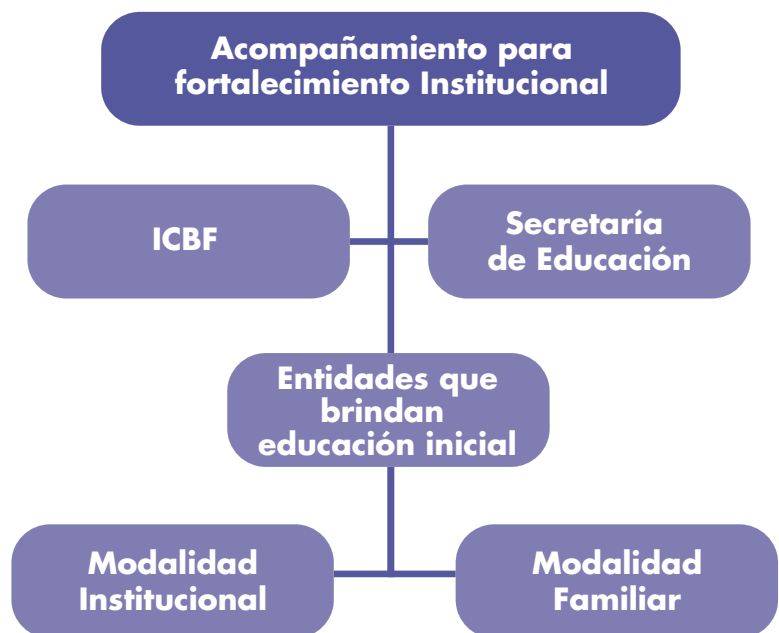 Acompañamiento para
fortalecimiento Institucional
ICBF
Secretaría
de Educación
Entidades que
brindan
educación inicial
Modalidad
Institucional
Modalidad
Familiar